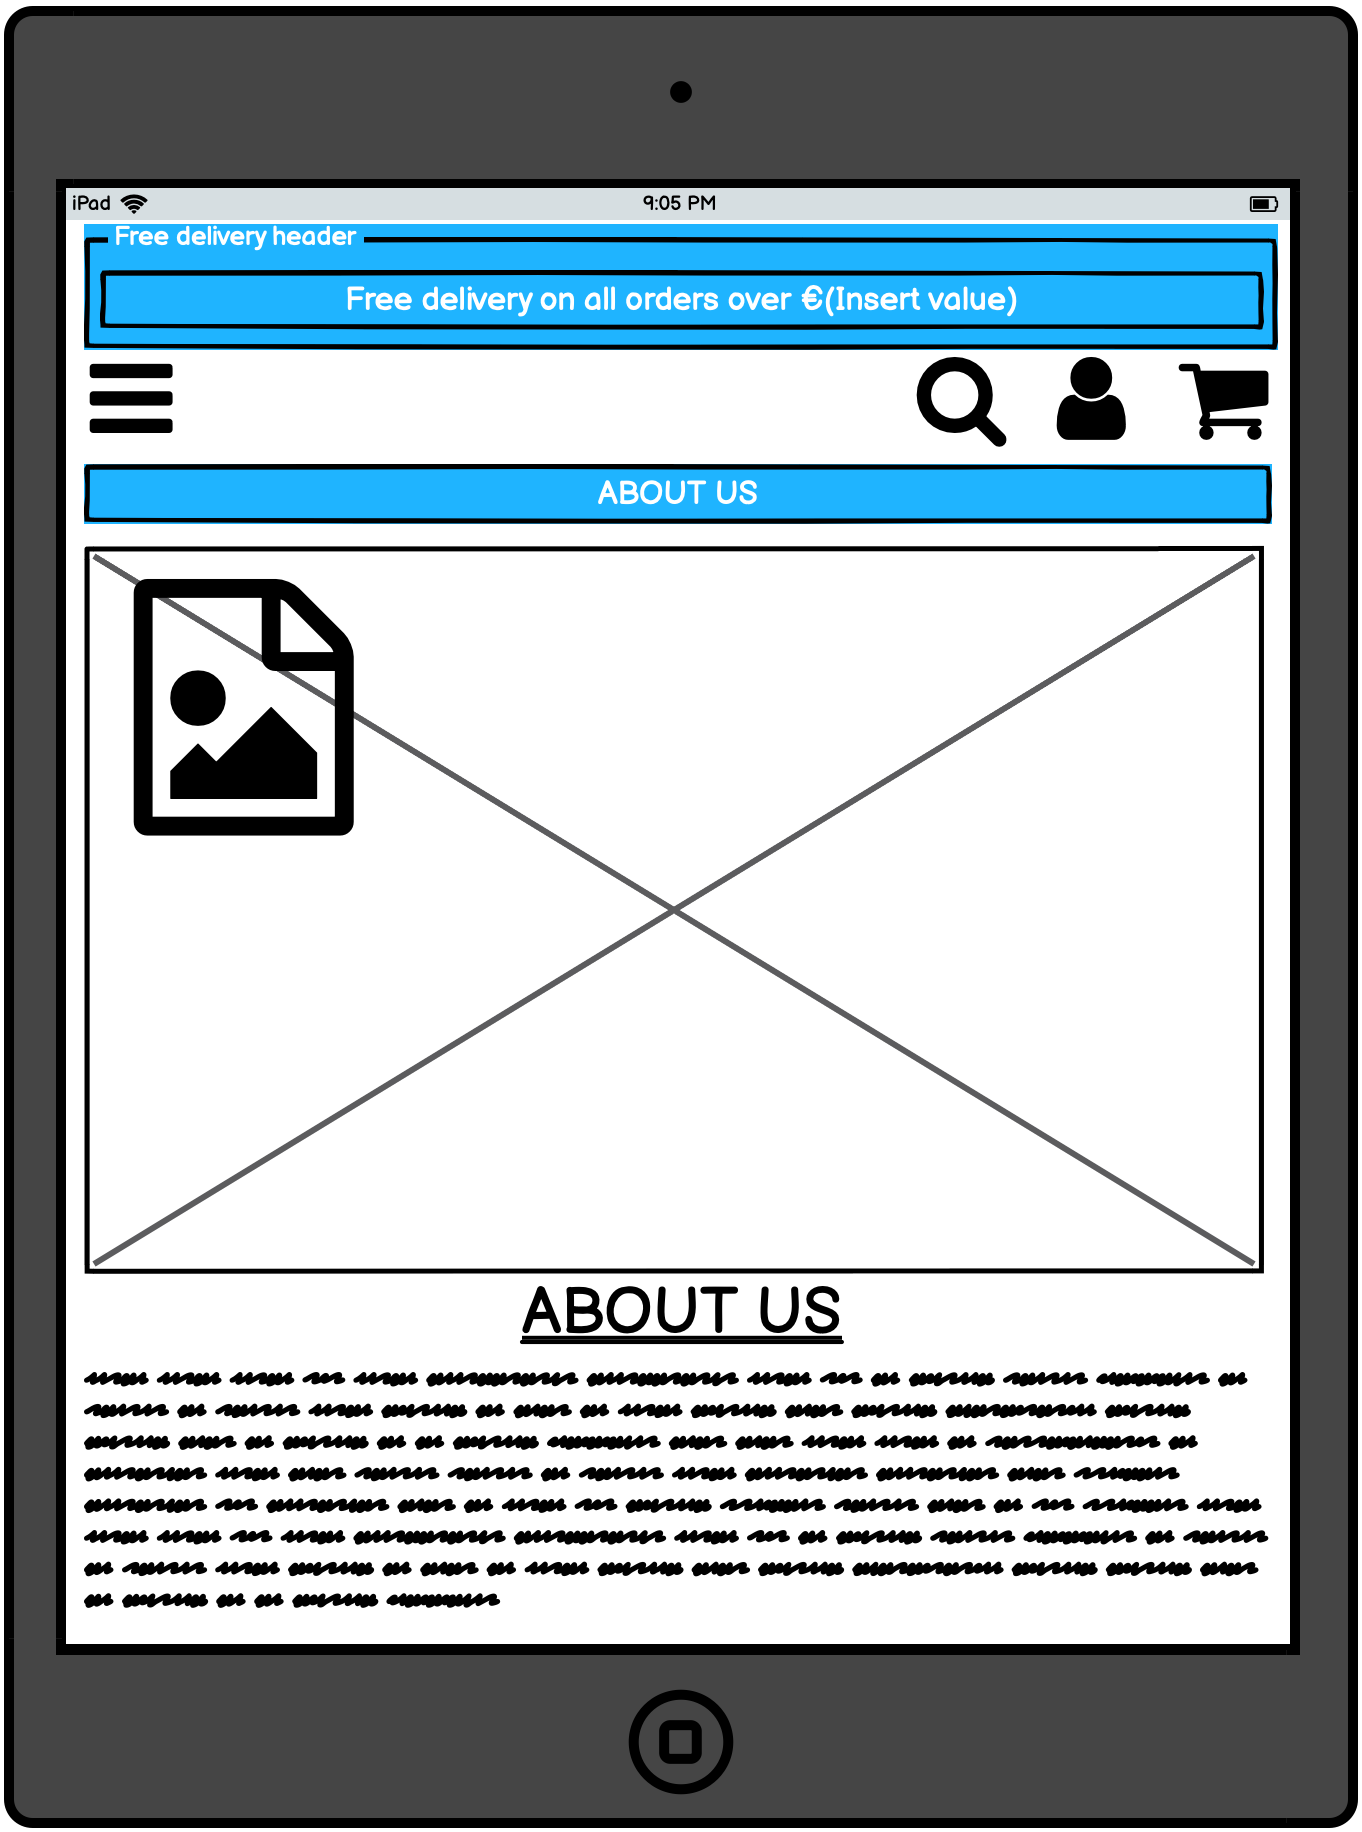 iPad
9:05 PM
Free delivery header
Free delivery on all orders over €(Insert value)
ABOUT US
ABOUT US